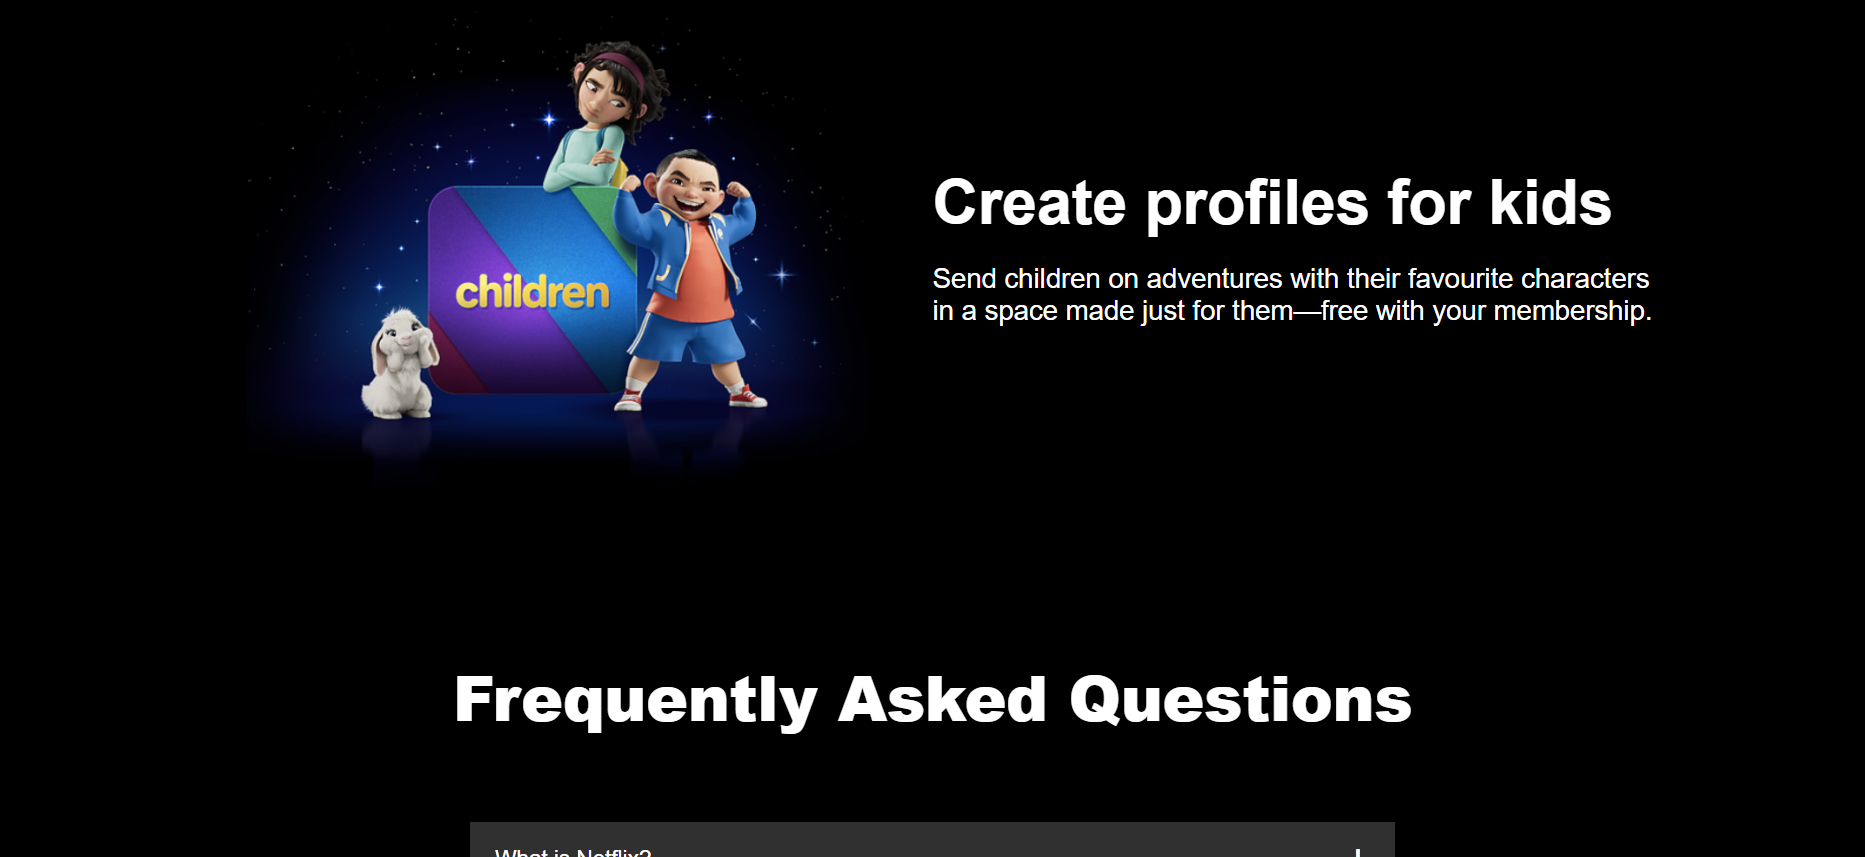 children
Create profiles for kids
Send children on adventures with their favourite characters
in a space made just for them—free with your membership.
Frequently Asked Questions
What is Netflix?